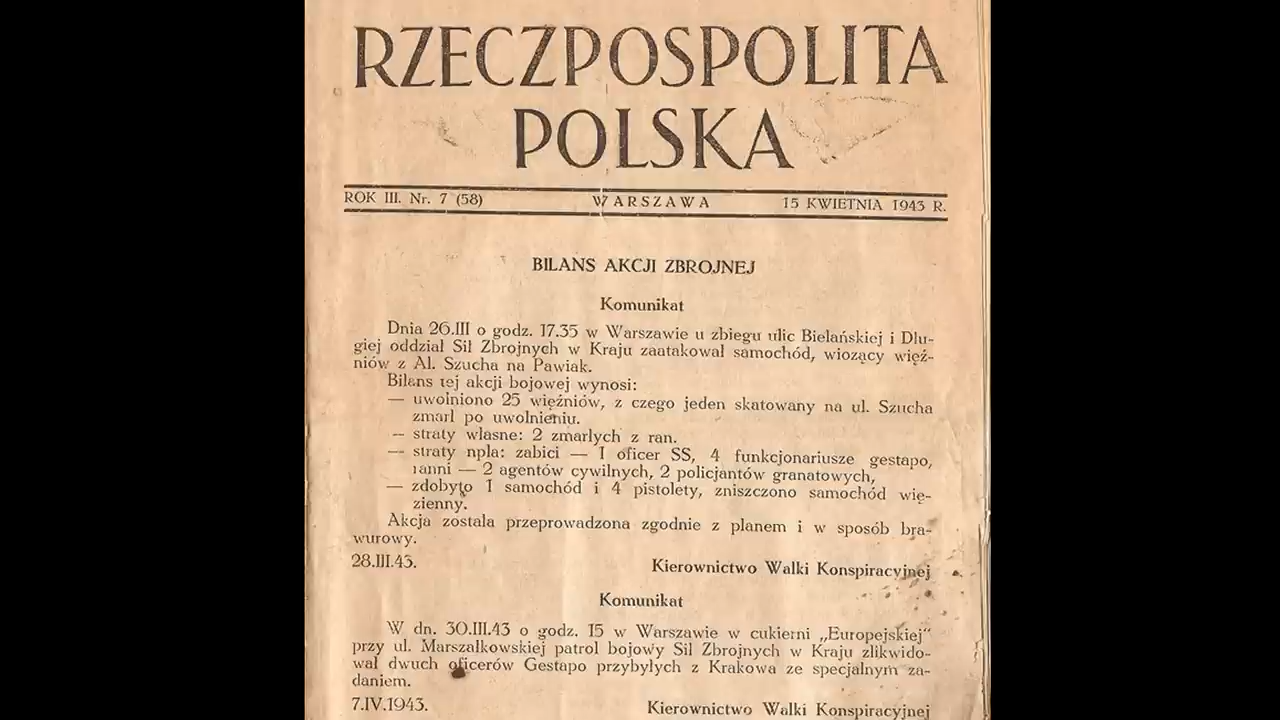 RZECZPOSPOLITA
POLSKA
ROK III. Nr. 7 (58) WARSZAWA 15 KWIETNIA 1943 R.
BILANS AKCJI ZBROJNEJ
Komunikat
Dnia 26.III o godz. 17.35 w Warszawie u zbiegu ulic Bielańskiej i Dłu-
giej oddział Sił Zbrojnych w Kraju zaatakował samochód, wiozący więź-
niów z Al. Szucha na Pawiak.
Bilans tej akcji bojowej wynosi:
— uwolniono 25 więźniów, z czego jeden skatowany na ul. Szucha
zmarł po uwolnieniu.
— straty własne: 2 zmarłych z ran.
— straty npla: zabici — 1 oficer SS, 4 funkcjonariusze gestapo,
ranni — 2 agentów cywilnych, 2 policjantów granatowych,
— zdobyto 1 samochód i 4 pistolety, zniszczono samochód wię-
zienny.
Akcja została przeprowadzona zgodnie z planem i w sposób bra-
wurowy.
28.III.43. Kierownictwo Walki Konspiracyjnej
Komunikat
W dn. 30.III.43 o godz. 15 w Warszawie w cukierni „Europejskiej“
przy ul. Marszałkowskiej patrol bojowy Sił Zbrojnych w Kraju zlikwido-
wał dwuch oficerów Gestapo przybyłych z Krakowa ze specjalnym za-
daniem.
7.IV.1943. Kierownictwo Walki Konspiracyjnej